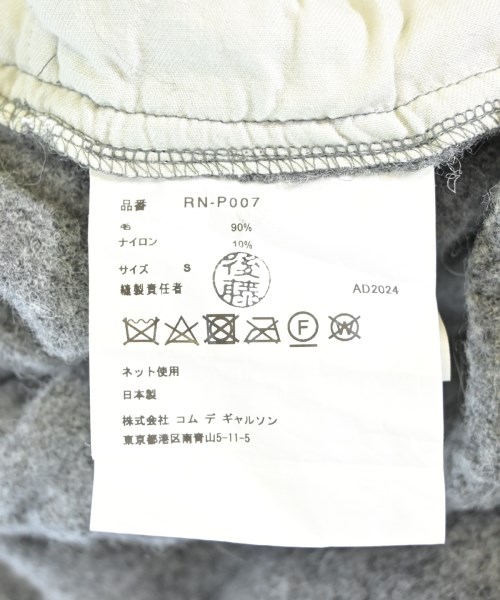 品番 RN-P007
毛 90%
ナイロン 10%
サイズ S
縫製責任者 後藤 AD2024
F W
ネット使用
日本製
株式会社 コム デ ギャルソン
東京都港区南青山5-11-5